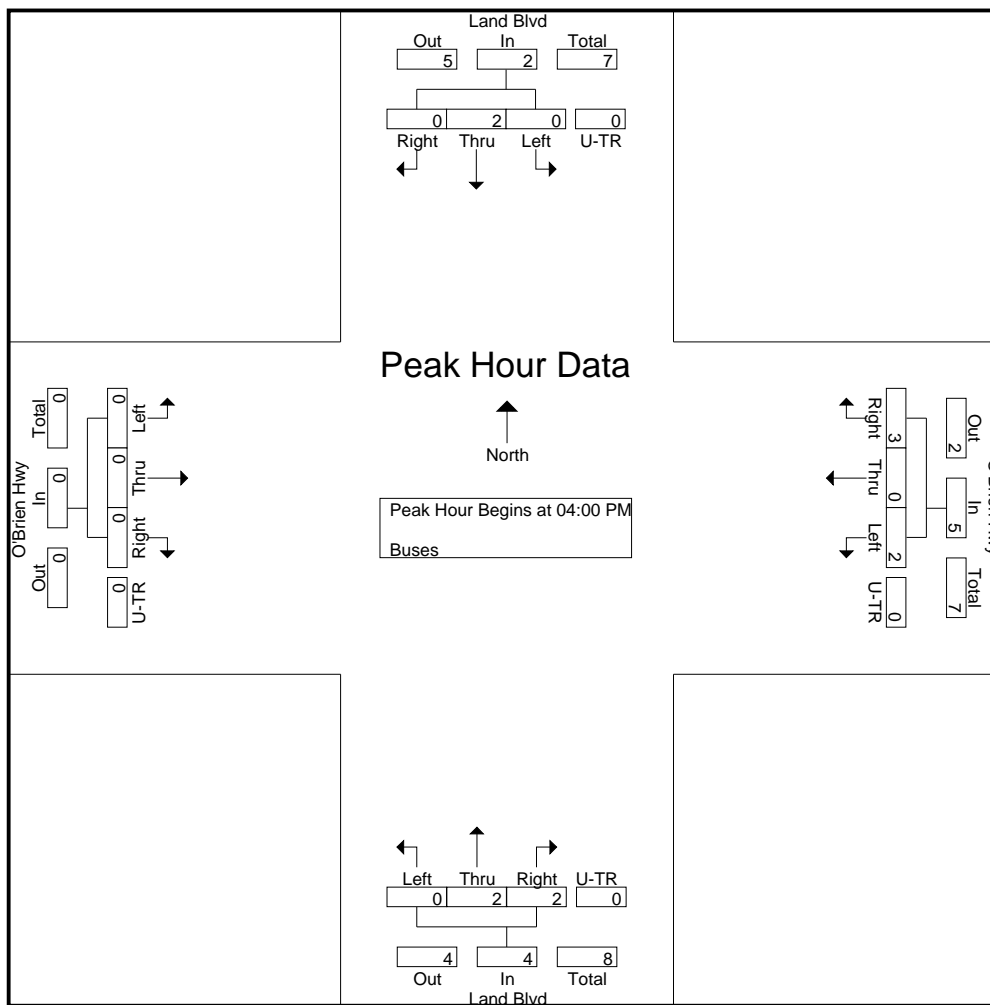 Land Blvd
Out In Total
5 2 7
0 2 0 0
Right Thru Left U-TR
Peak Hour Data
North
Peak Hour Begins at 04:00 PM
Buses
O'Brien Hwy
Total In Out
0 0 0
0 0 0 0
Left Thru Right U-TR
Out In Total
2 5 7
3 0 2 0
Right Thru Left U-TR
Left Thru Right U-TR
0 2 2 0
4 4 8
Out In Total
Land Blvd